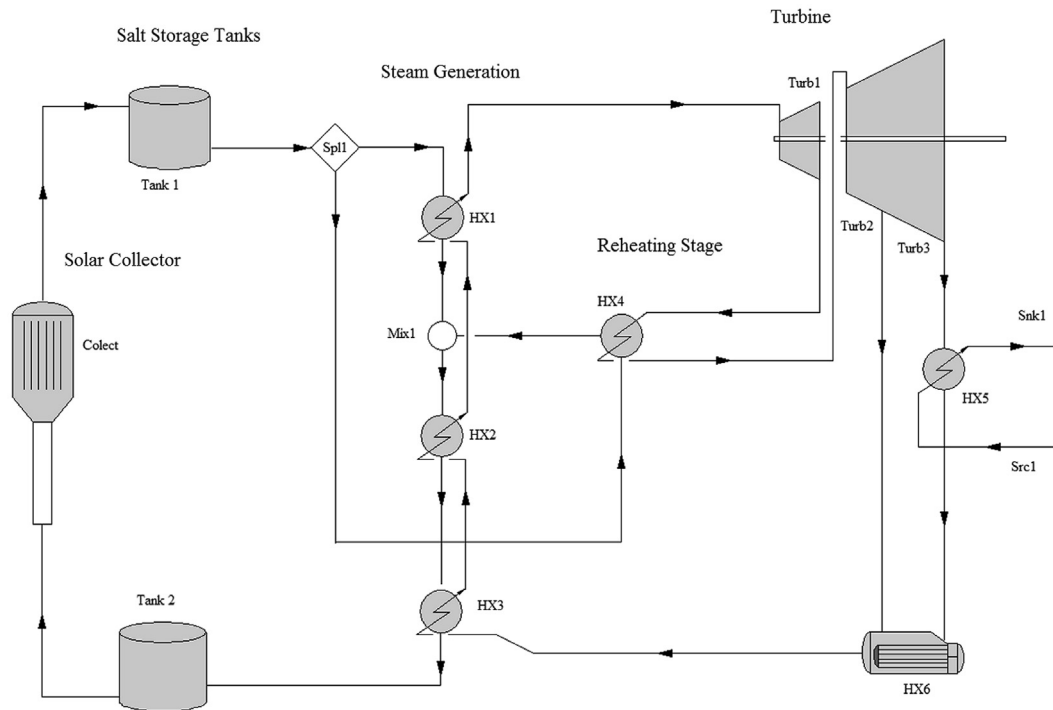 Turbine
Salt Storage Tanks
Steam Generation
Turb1
Spl1
Tank 1
HX1
Turb2
Reheating Stage
Turb3
Solar Collector
HX4
Snk1
Mix1
Colect
HX5
HX2
Src1
Tank 2
HX3
HX6